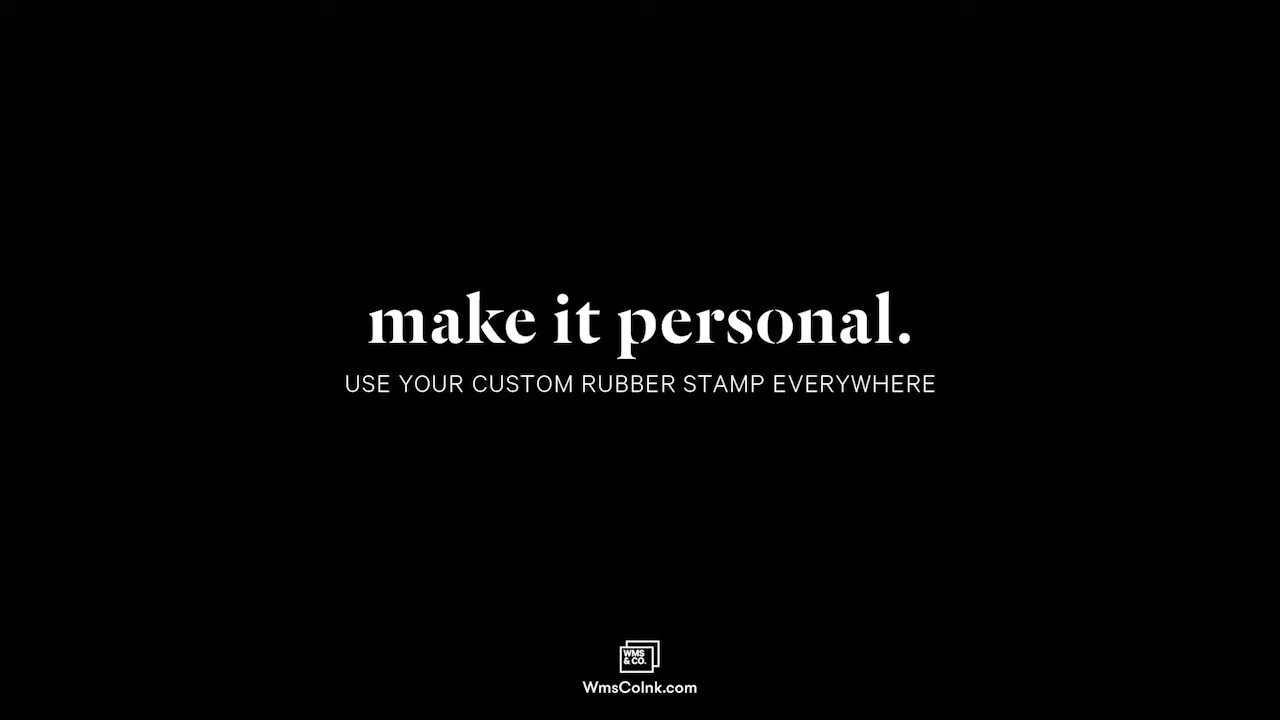 make it personal.
USE YOUR CUSTOM RUBBER STAMP EVERYWHERE
WMS
& CO.
WmsCoInk.com